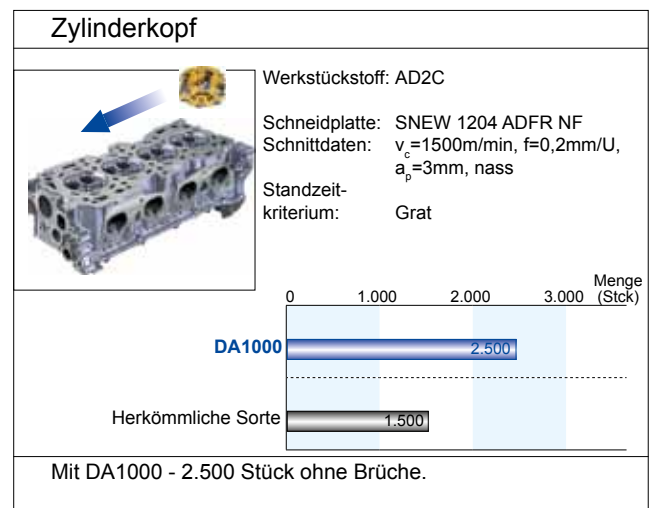 Zylinderkopf
Werkstückstoff: AD2C
Schneidplatte: SNEW 1204 ADFR NF
Schnittdaten: vc=1500m/min, f=0,2mm/U,
ap=3mm, nass
Standzeit-
kriterium: Grat
Menge
0 1.000 2.000 3.000 (Stck)
DA1000 2.500
Herkömmliche Sorte 1.500
Mit DA1000 - 2.500 Stück ohne Brüche.